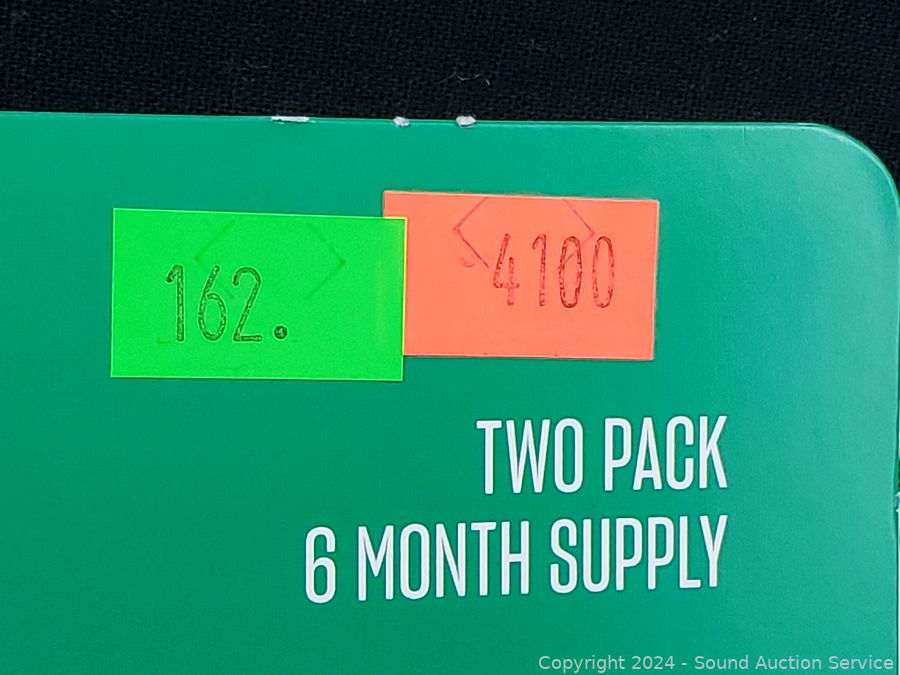 162.
4100
TWO PACK
6 MONTH SUPPLY
Copyright 2024 - Sound Auction Service